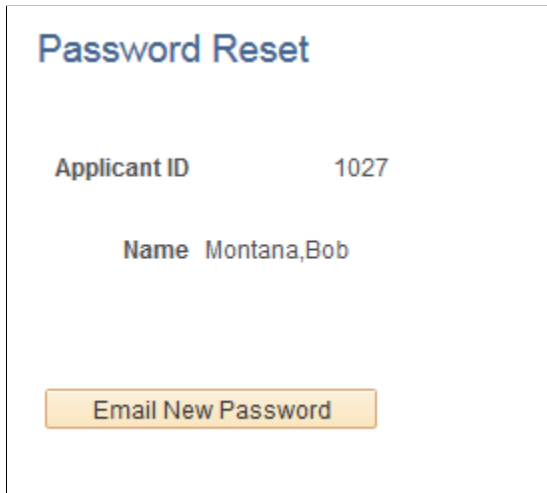 Password Reset
Applicant ID 1027
Name Montana,Bob
Email New Password